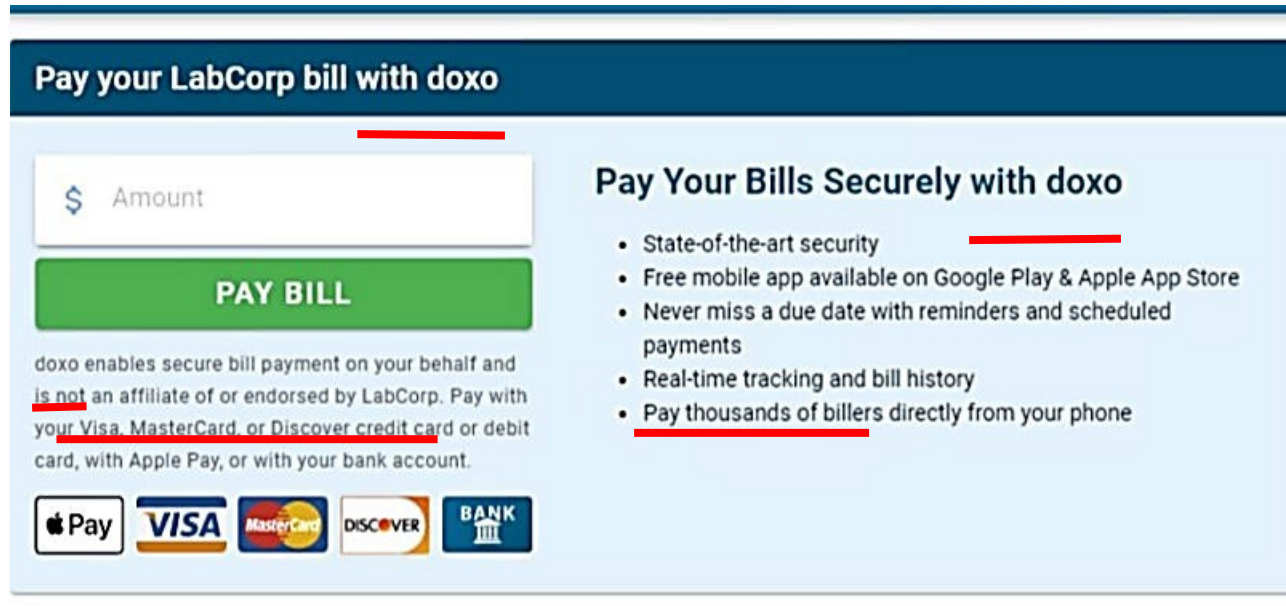 Pay your LabCorp bill with doxo
$ Amount
PAY BILL
doxo enables secure bill payment on your behalf and
is not an affiliate of or endorsed by LabCorp. Pay with
your Visa, MasterCard, or Discover credit card or debit
card, with Apple Pay, or with your bank account.
Pay VISA MasterCard DISCOVER BANK
Pay Your Bills Securely with doxo
• State-of-the-art security
• Free mobile app available on Google Play & Apple App Store
• Never miss a due date with reminders and scheduled
payments
• Real-time tracking and bill history
• Pay thousands of billers directly from your phone